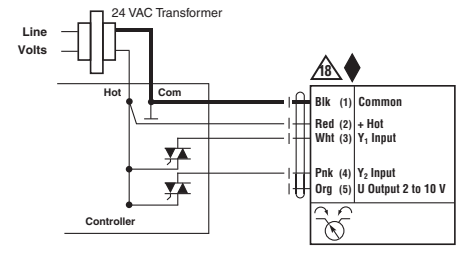 24 VAC Transformer
Line
Volts
Hot Com
18
Blk (1) Common
Red (2) + Hot
Wht (3) Y₁ Input
Pnk (4) Y₂ Input
Org (5) U Output 2 to 10 V
Controller